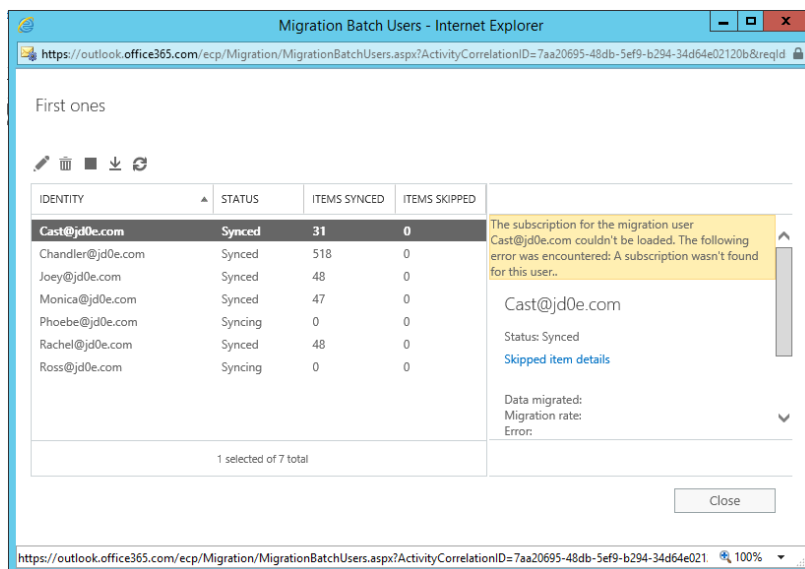 Migration Batch Users - Internet Explorer
https://outlook.office365.com/ecp/Migration/MigrationBatchUsers.aspx?ActivityCorrelationID=7aa20695-48db-5ef9-b294-34d64e02120b&reqId
First ones
IDENTITY STATUS ITEMS SYNCED ITEMS SKIPPED
Cast@jd0e.com Synced 31 0
Chandler@jd0e.com Synced 518 0
Joey@jd0e.com Synced 48 0
Monica@jd0e.com Synced 47 0
Phoebe@jd0e.com Syncing 0 0
Rachel@jd0e.com Synced 48 0
Ross@jd0e.com Syncing 0 0
1 selected of 7 total
The subscription for the migration user
Cast@jd0e.com couldn't be loaded. The following
error was encountered: A subscription wasn't found
for this user..
Cast@jd0e.com
Status: Synced
Skipped item details
Data migrated:
Migration rate:
Error:
Close
https://outlook.office365.com/ecp/Migration/MigrationBatchUsers.aspx?ActivityCorrelationID=7aa20695-48db-5ef9-b294-34d64e021. 100%